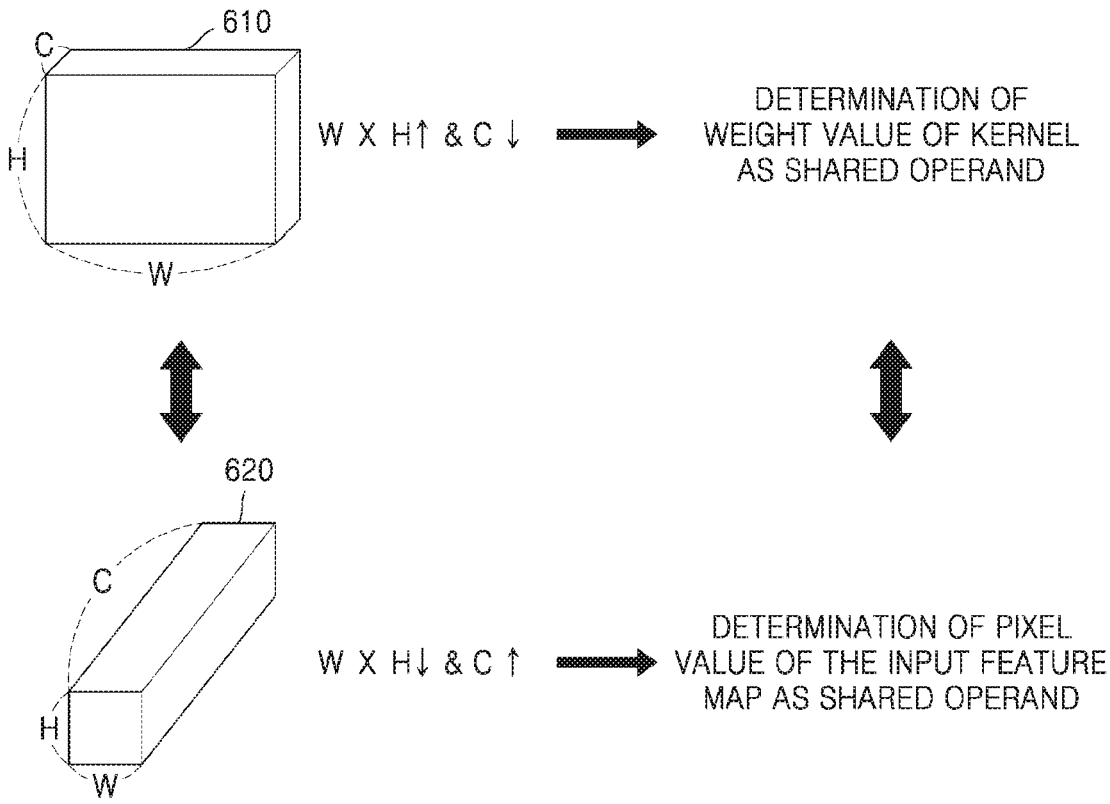 610
C
H
W
W X H↑ & C ↓
DETERMINATION OF
WEIGHT VALUE OF KERNEL
AS SHARED OPERAND
620
C
H
W
W X H↓ & C ↑
DETERMINATION OF PIXEL
VALUE OF THE INPUT FEATURE
MAP AS SHARED OPERAND